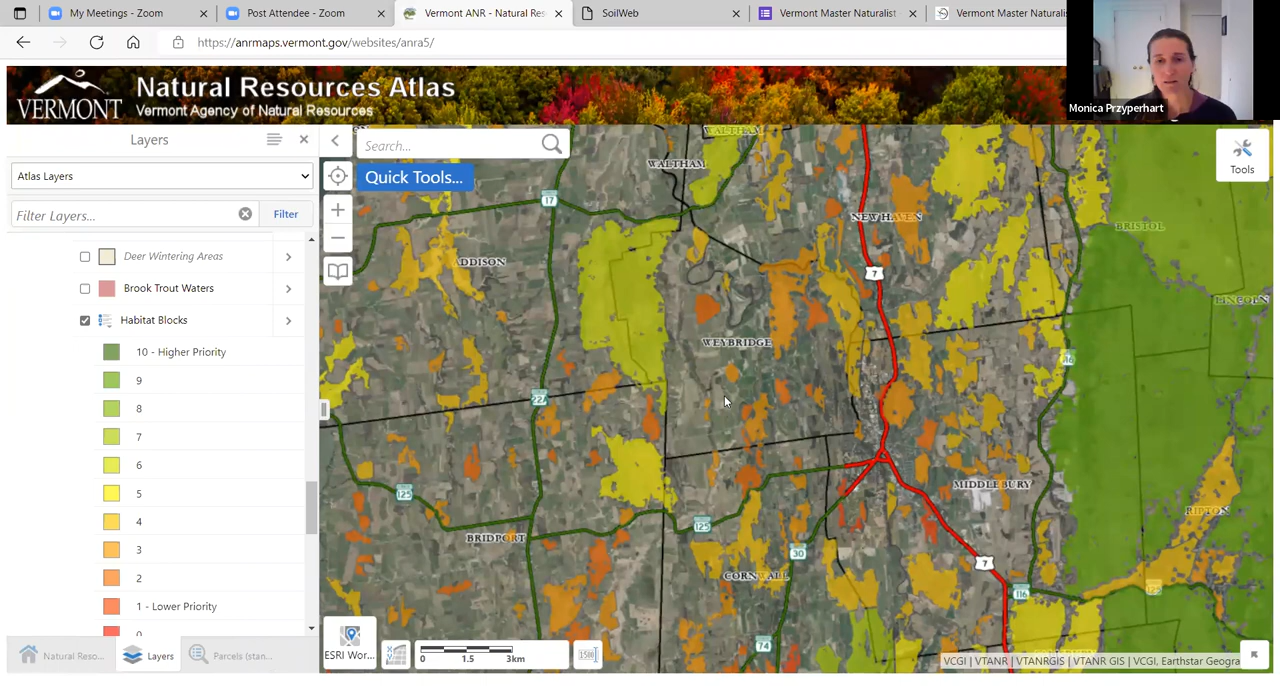 My Meetings - Zoom
Post Attendee - Zoom
Vermont ANR - Natural Res
SoilWeb
Vermont Master Naturalist -
Vermont Master Natural
https://anrmaps.vermont.gov/websites/anra5/
VERMONT
Natural Resources Atlas
Vermont Agency of Natural Resources
Monica Przyperhart
Layers
Atlas Layers
Filter Layers...
Filter
Deer Wintering Areas
Brook Trout Waters
Habitat Blocks
10 - Higher Priority
9
8
7
6
5
4
3
2
1 - Lower Priority
0
Natural Reso...
Layers
Parcels (stan...
Search...
Quick Tools...
Tools
WALTHAM
WALTHAM
17
NEW HAVEN
BRISTOL
ADDISON
7
LINCOLN
WEYBRIDGE
116
22A
125
MIDDLEBURY
RIPTON
125
BRIDPORT
30
7
CORNWALL
116
125
74
ESRI Wor...
0 1.5 3km
VCGI | VTANR | VTANRGIS | VTANR GIS | VCGI, Earthstar Geogra